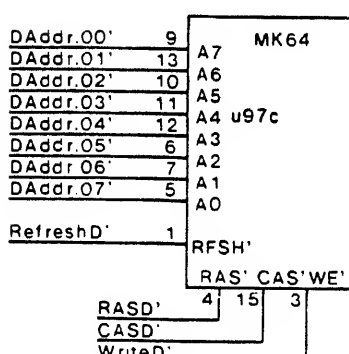 MK64
DAddr.00' 9 A7
DAddr.01' 13 A6
DAddr.02' 10 A5
DAddr.03' 11 A4 u97c
DAddr.04' 12 A3
DAddr.05' 6 A2
DAddr.06' 7 A1
DAddr.07' 5 A0
RefreshD' 1 RFSH'
RAS' CAS' WE'
4 15 3
RASD'
CASD'
WriteD'